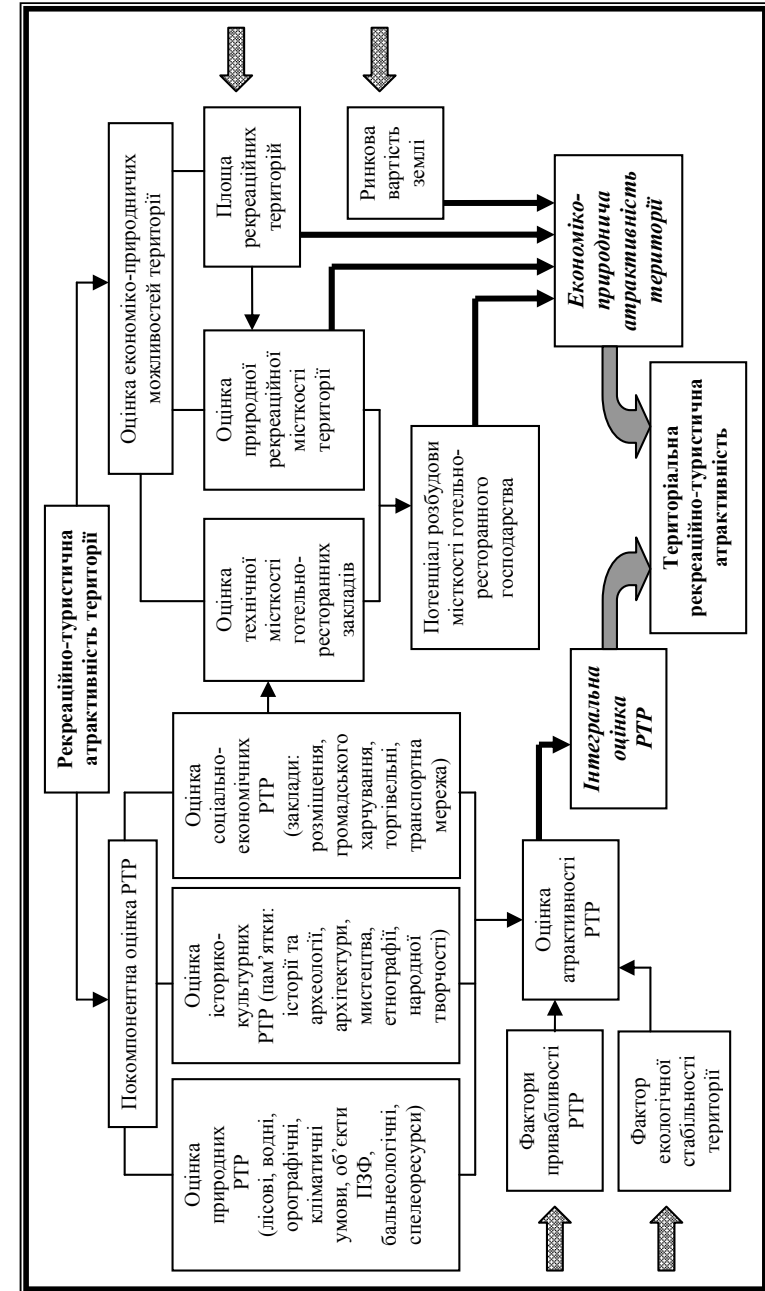 Рекреаційно-туристична
атрактивність території
Покомпонентна оцінка РТР
Оцінка економіко-природничих
можливостей території
Оцінка
природних
РТР
(лісові, водні,
орографічні,
кліматичні
умови, об’єкти
ПЗФ,
бальнеологічні,
спелеоресурси)
Оцінка
історико-
культурних
РТР (пам’ятки:
історії та
археології,
архітектури,
мистецтва,
етнографії,
народної
творчості)
Оцінка
соціально-
економічних
РТР
(заклади:
розміщення,
громадського
харчування,
торгівельні,
транспортна
мережа)
Оцінка
технічної
місткості
готельно-
ресторанних
закладів
Оцінка
природної
рекреаційної
місткості
території
Площа
рекреаційних
територій
Потенціал розбудови
місткості готельно-
ресторанного
господарства
Ринкова
вартість
землі
Фактори
привабливості
РТР
Оцінка
атрактивності
РТР
Фактор
екологічної
стабільності
території
Інтегральна
оцінка
РТР
Економіко-
природнича
атрактивність
території
Територіальна
рекреаційно-туристична
атрактивність